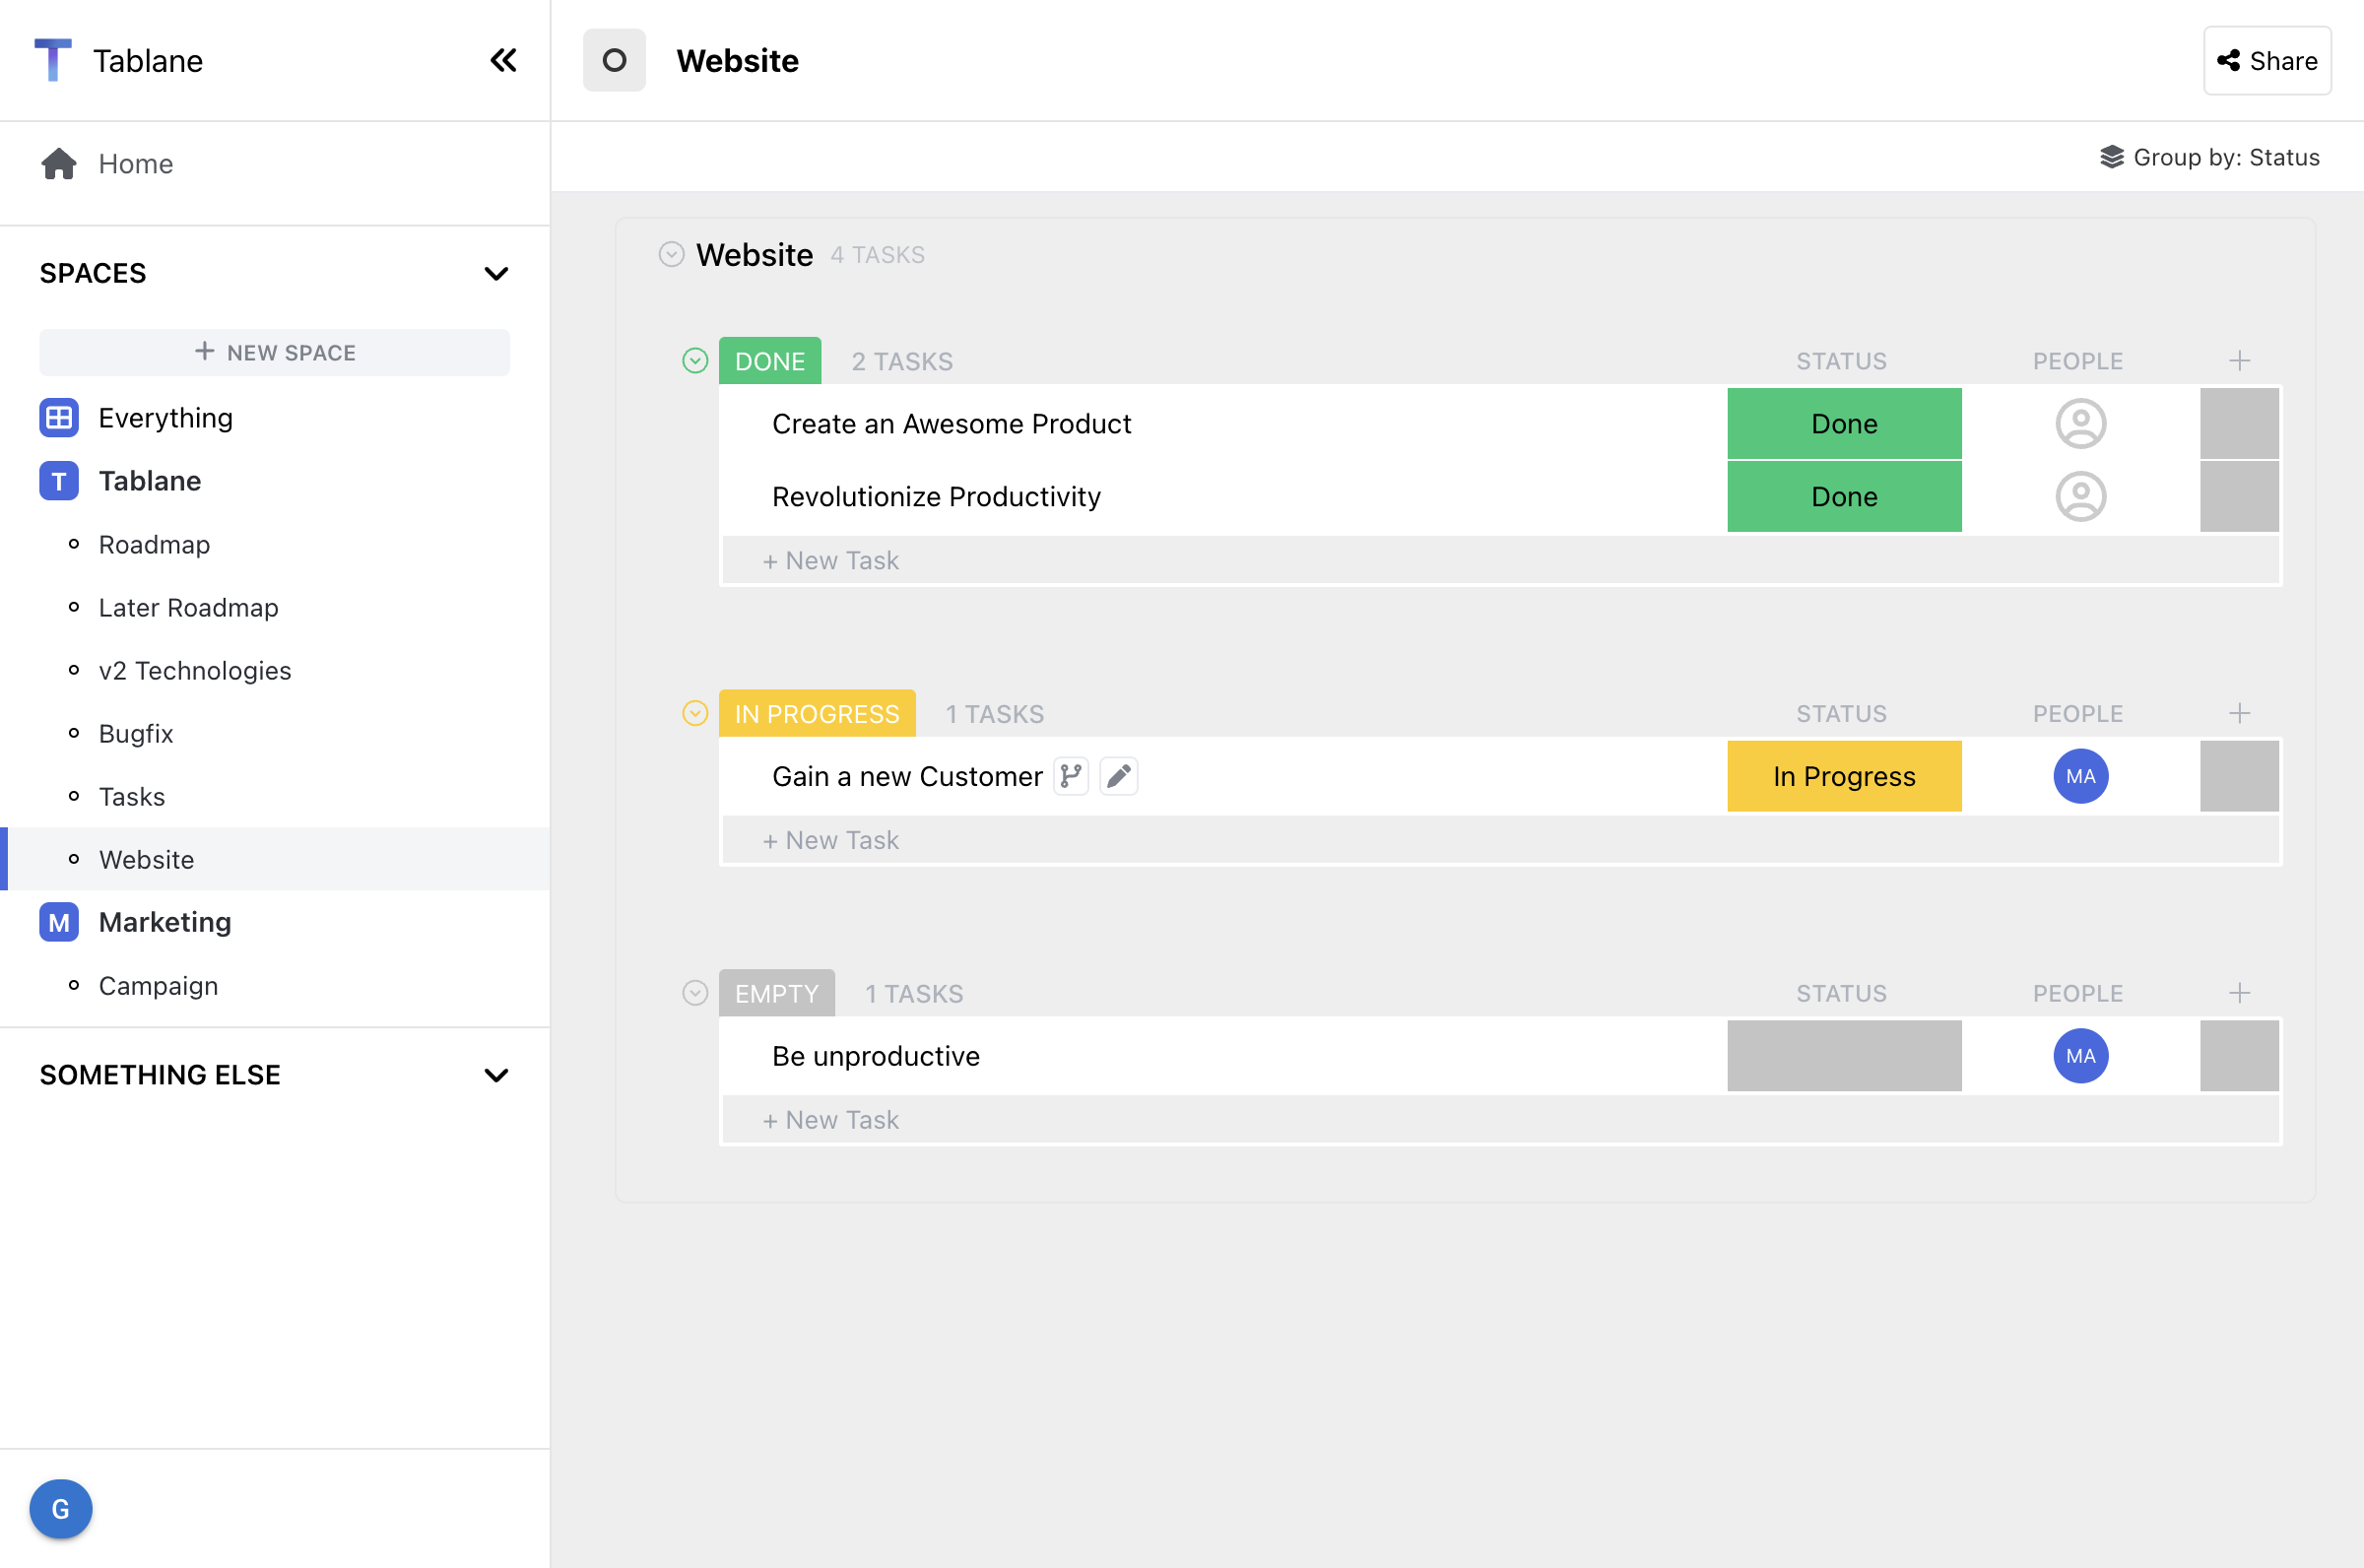 Tablane
Website
Share
Home
Group by: Status
SPACES
NEW SPACE
Everything
T Tablane
Roadmap
Later Roadmap
v2 Technologies
Bugfix
Tasks
Website
M Marketing
Campaign
SOMETHING ELSE
G
Website 4 TASKS
DONE 2 TASKS STATUS PEOPLE +
Create an Awesome Product Done
Revolutionize Productivity Done
+ New Task
IN PROGRESS 1 TASKS STATUS PEOPLE +
Gain a new Customer In Progress MA
+ New Task
EMPTY 1 TASKS STATUS PEOPLE +
Be unproductive MA
+ New Task